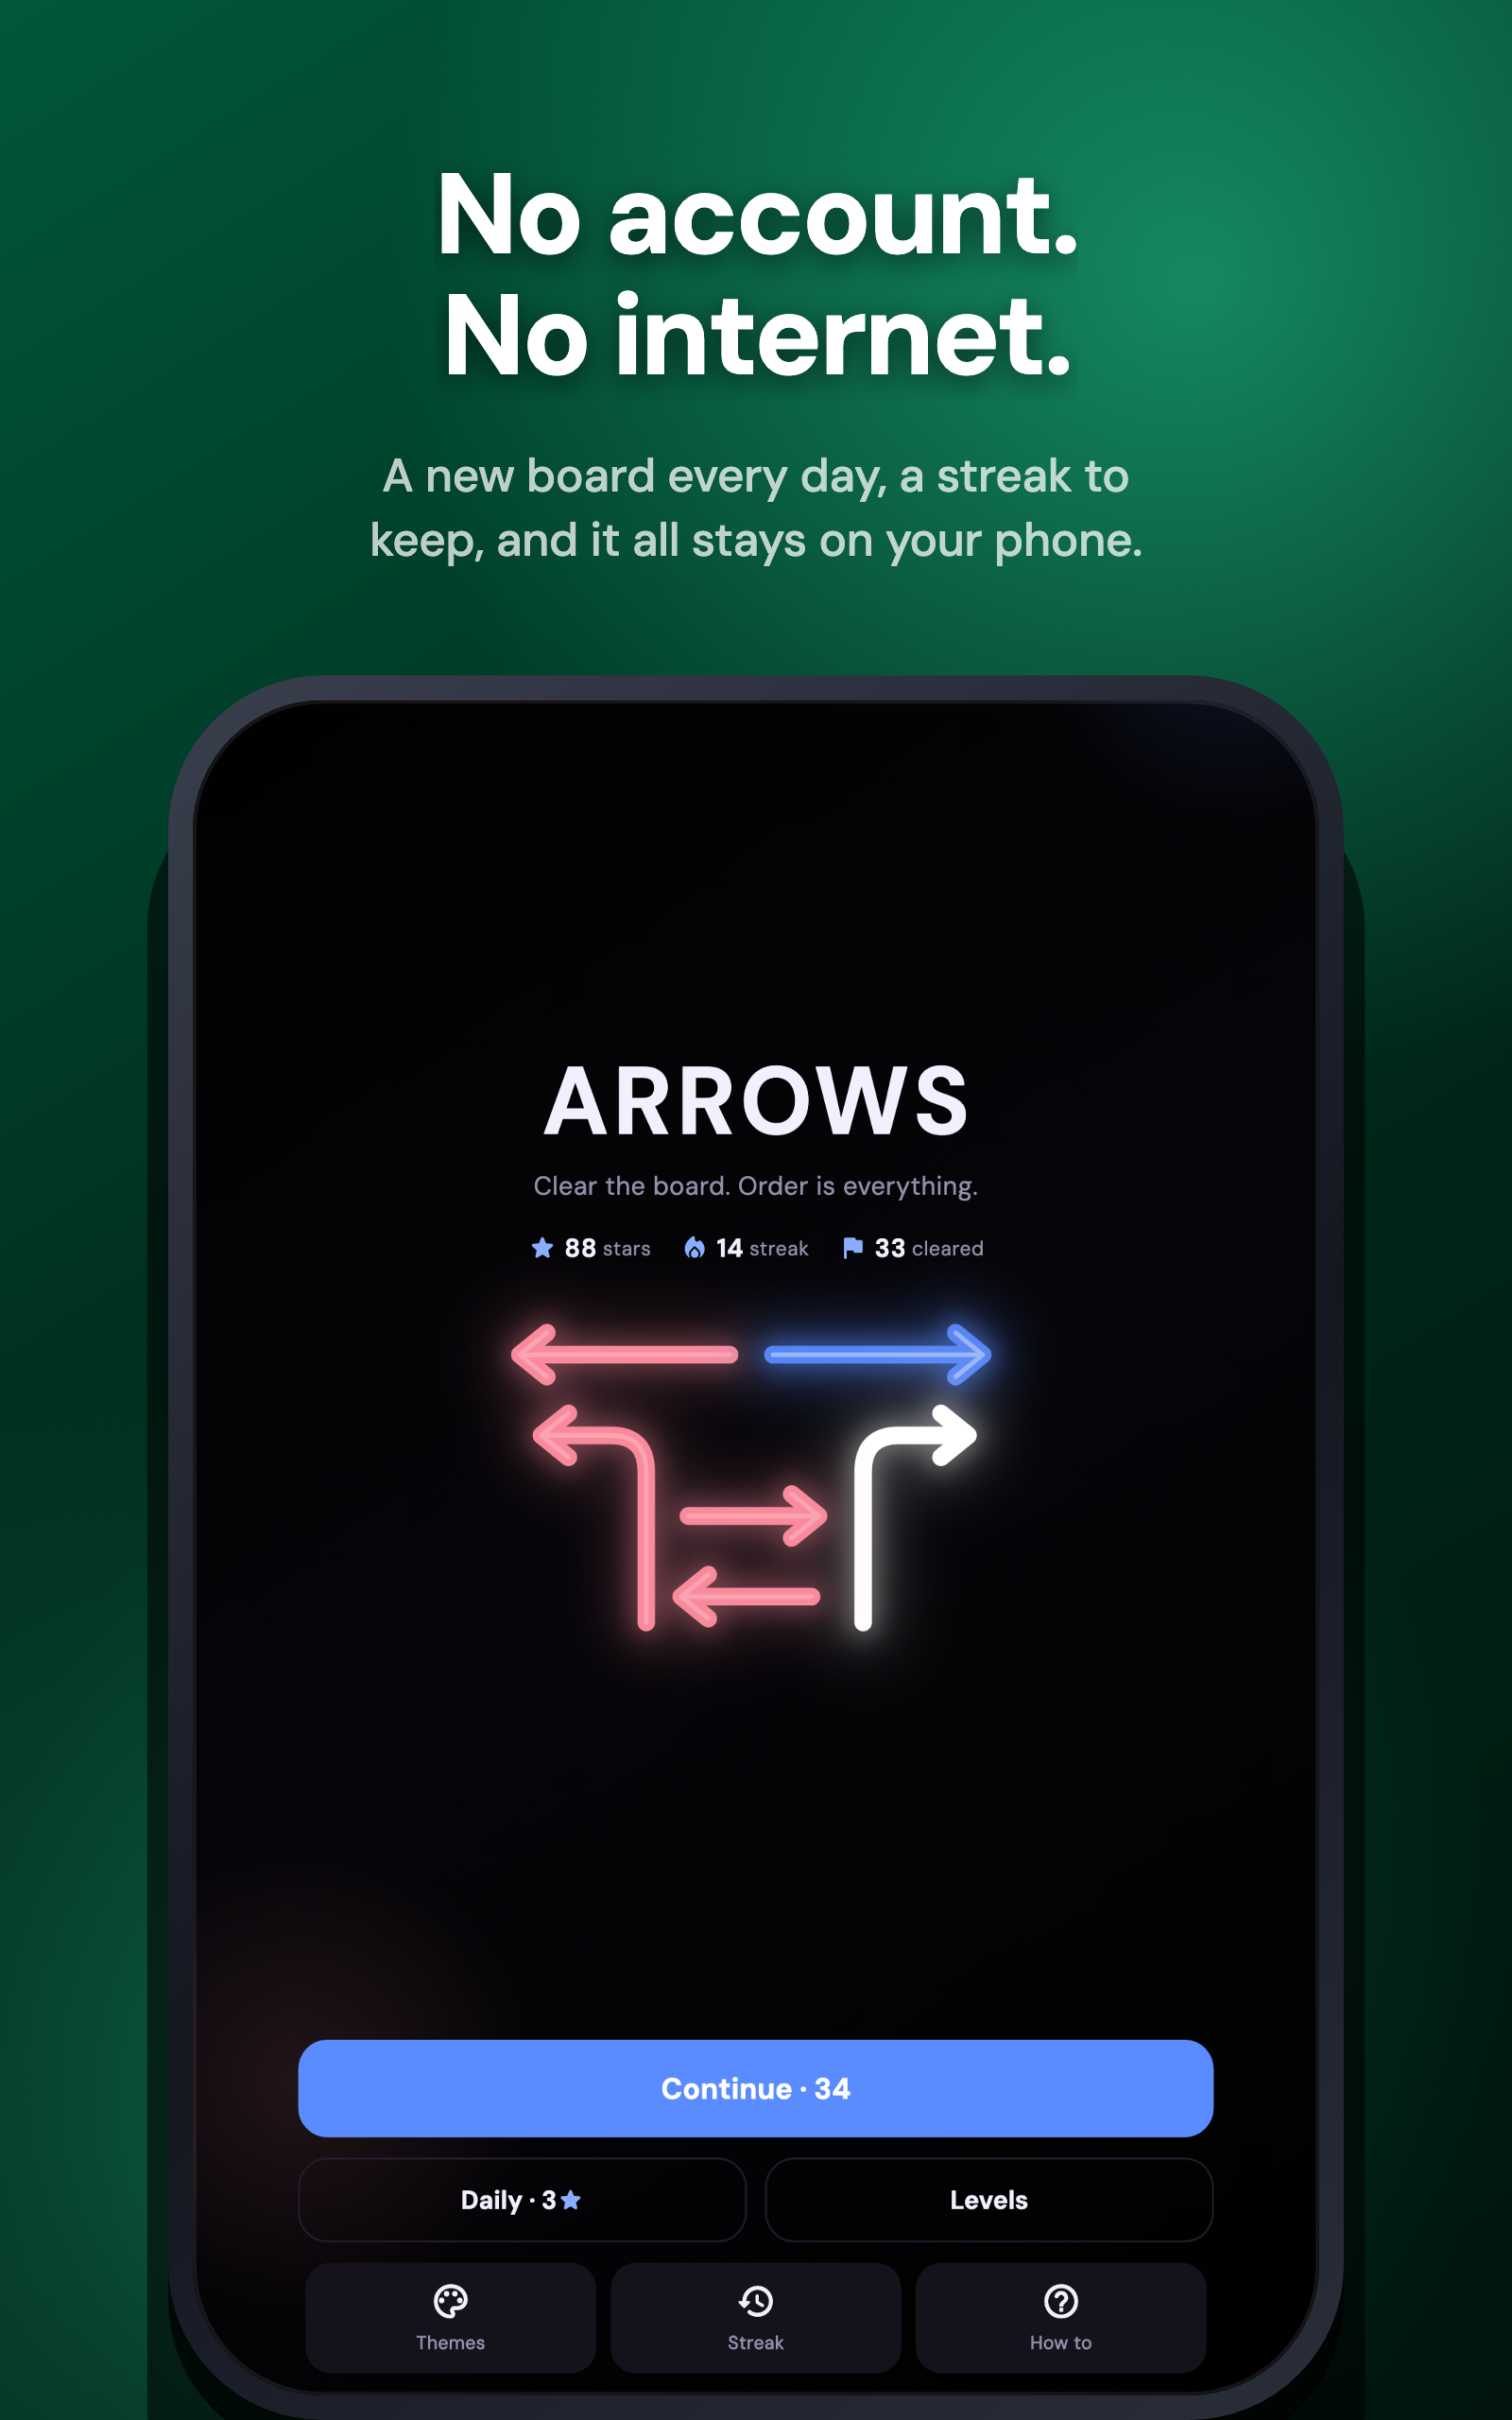 No account.
No internet.
A new board every day, a streak to
keep, and it all stays on your phone.
ARROWS
Clear the board. Order is everything.
88 stars 14 streak 33 cleared
Continue · 34
Daily · 3★ Levels
Themes Streak How to